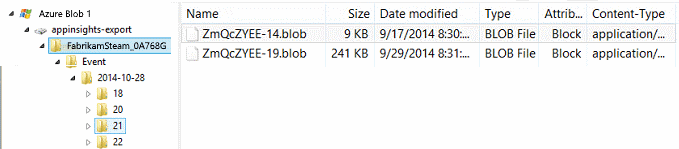 Azure Blob 1
appinsights-export
FabrikamSteam_0A768G
Event
2014-10-28
18
20
21
22
Name Size Date modified Type Attrib... Content-Type
ZmQcZYEE-14.blob 9 KB 9/17/2014 8:30:... BLOB File Block application/...
ZmQcZYEE-19.blob 241 KB 9/29/2014 8:31:... BLOB File Block application/...